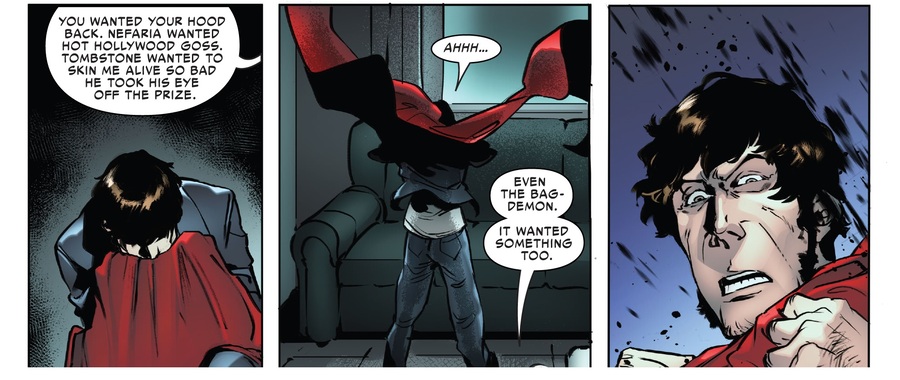 YOU WANTED YOUR HOOD
BACK. NEFARIA WANTED
HOT HOLLYWOOD GOSS.
TOMBSTONE WANTED TO
SKIN ME ALIVE SO BAD
HE TOOK HIS EYE
OFF THE PRIZE.
AHHH...
EVEN
THE BAG-
DEMON.
IT WANTED
SOMETHING
TOO.